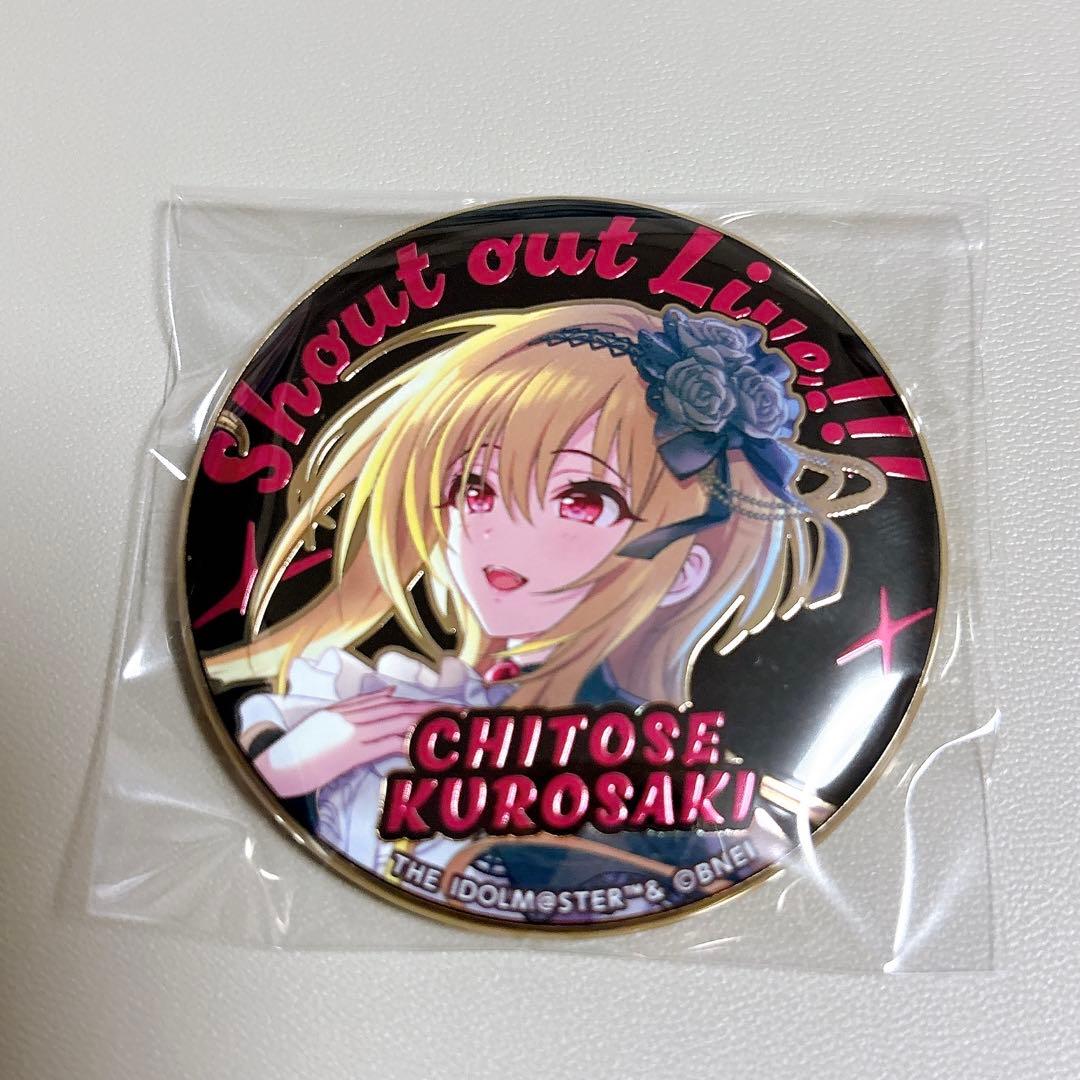 Shout out Live!!!
CHITOSE
KUROSAKI
THE IDOLM@STER™& ©BNEI